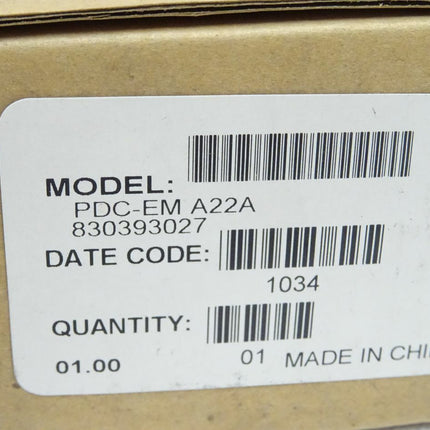 MODEL:
PDC-EM A22A
830393027
DATE CODE:
1034
QUANTITY:
01.00 01 MADE IN CHI